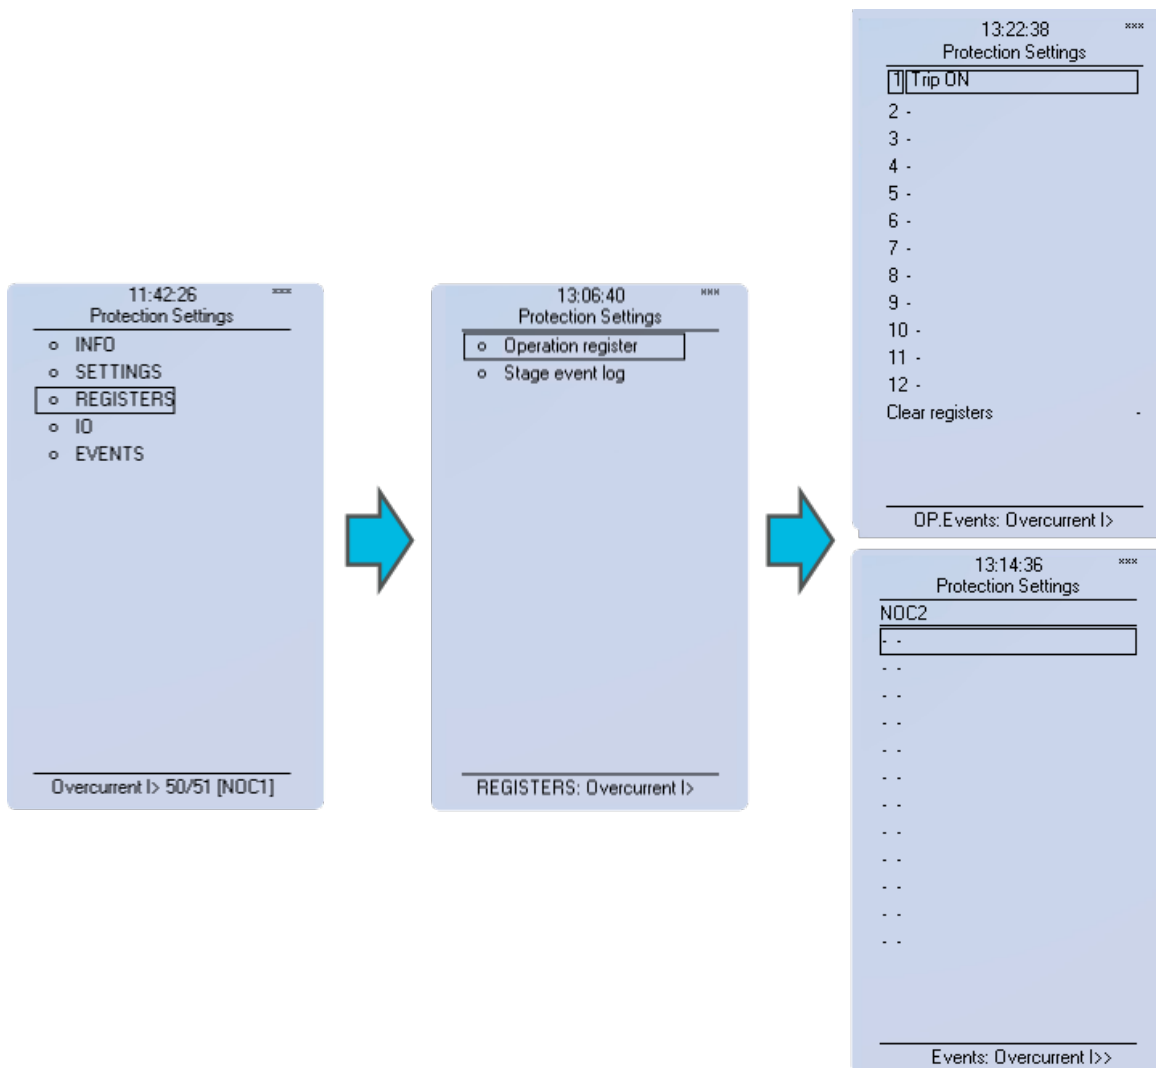 11:42:26 ***
Protection Settings
INFO
SETTINGS
REGISTERS
IO
EVENTS
Overcurrent I> 50/51 [NOC1]
13:06:40 ***
Protection Settings
Operation register
Stage event log
REGISTERS: Overcurrent I>
13:22:38 ***
Protection Settings
1 Trip ON
2 -
3 -
4 -
5 -
6 -
7 -
8 -
9 -
10 -
11 -
12 -
Clear registers -
OP.Events: Overcurrent I>
13:14:36 ***
Protection Settings
NOC2
- -
- -
- -
- -
- -
- -
- -
- -
- -
- -
- -
- -
Events: Overcurrent I>>